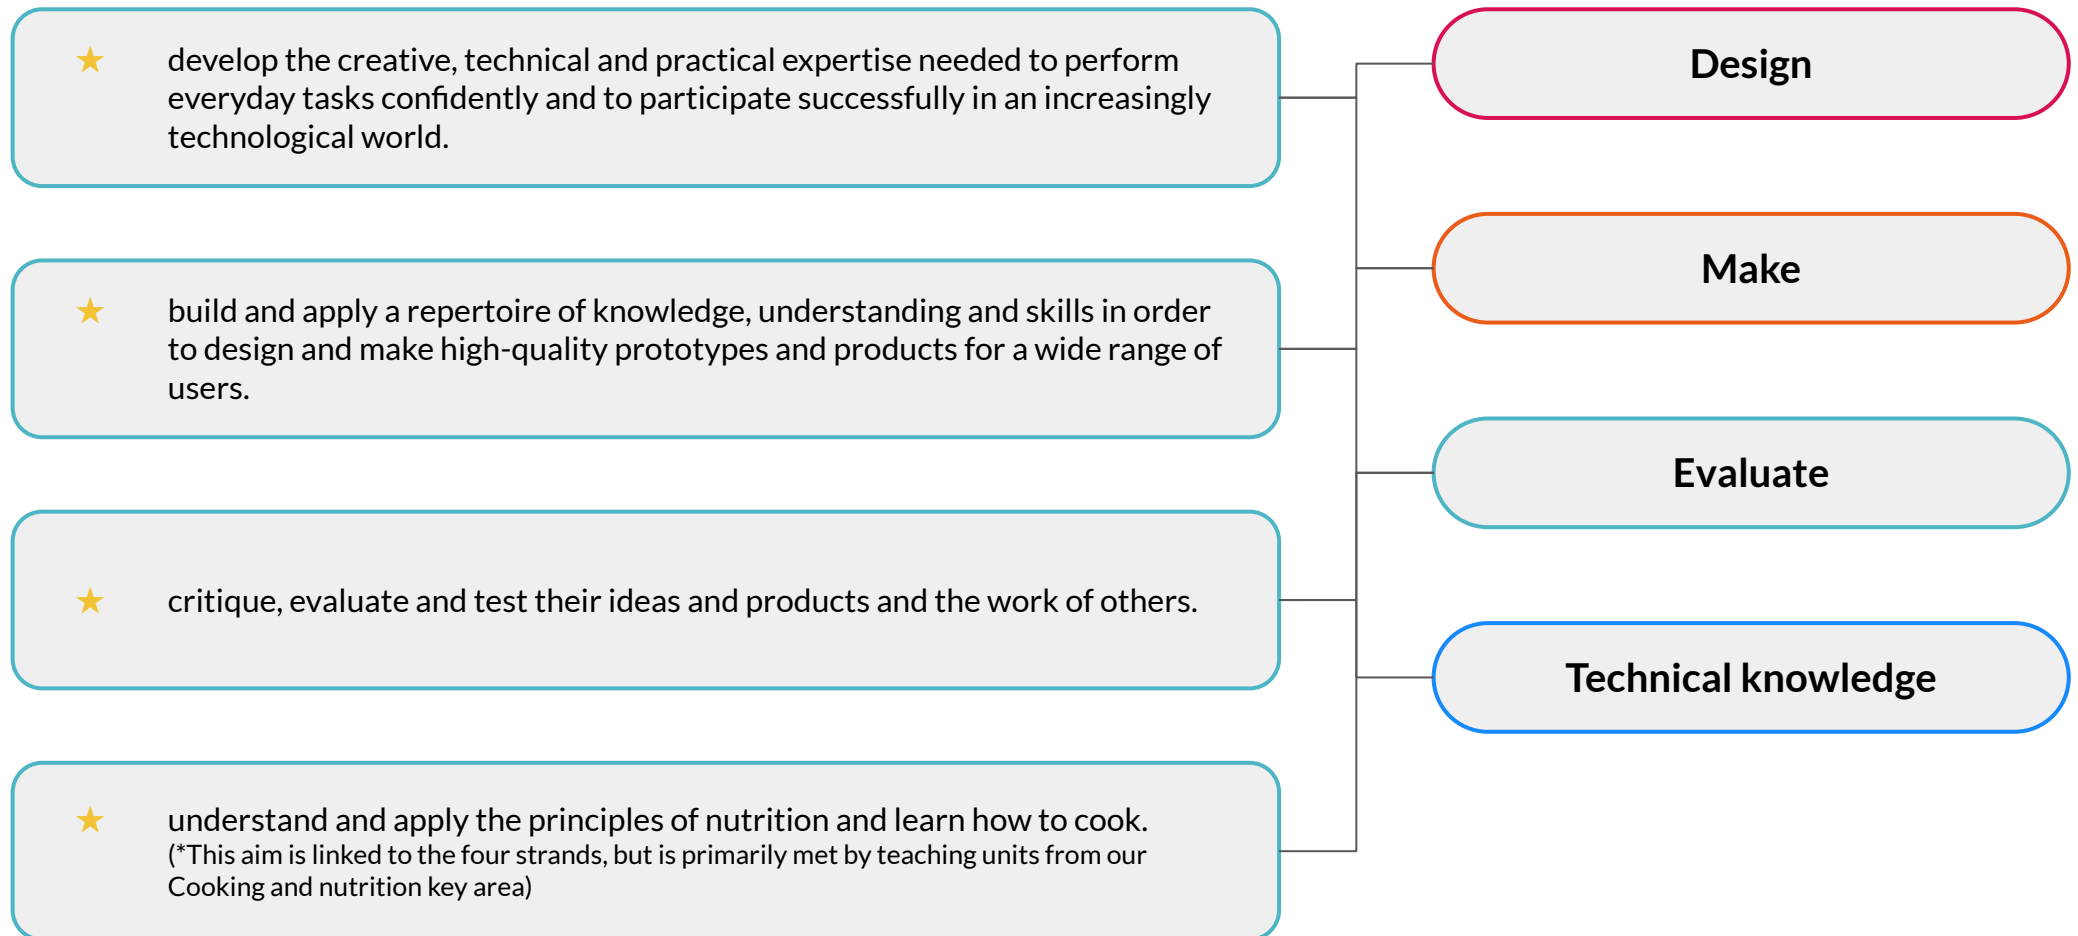 ★ develop the creative, technical and practical expertise needed to perform
everyday tasks confidently and to participate successfully in an increasingly
technological world.
★ build and apply a repertoire of knowledge, understanding and skills in order
to design and make high-quality prototypes and products for a wide range of
users.
★ critique, evaluate and test their ideas and products and the work of others.
★ understand and apply the principles of nutrition and learn how to cook.
(*This aim is linked to the four strands, but is primarily met by teaching units from our
Cooking and nutrition key area)
Design
Make
Evaluate
Technical knowledge